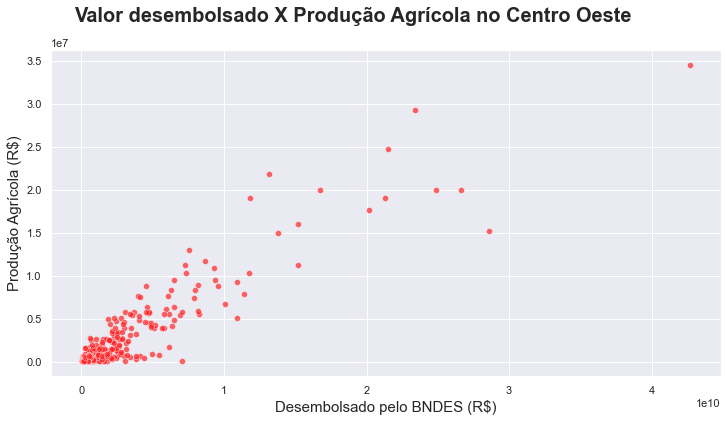 Valor desembolsado X Produção Agrícola no Centro Oeste
1e7
3.5
3.0
2.5
2.0
1.5
1.0
0.5
0.0
Produção Agrícola (R$)
0 1 2 3 4
1e10
Desembolsado pelo BNDES (R$)